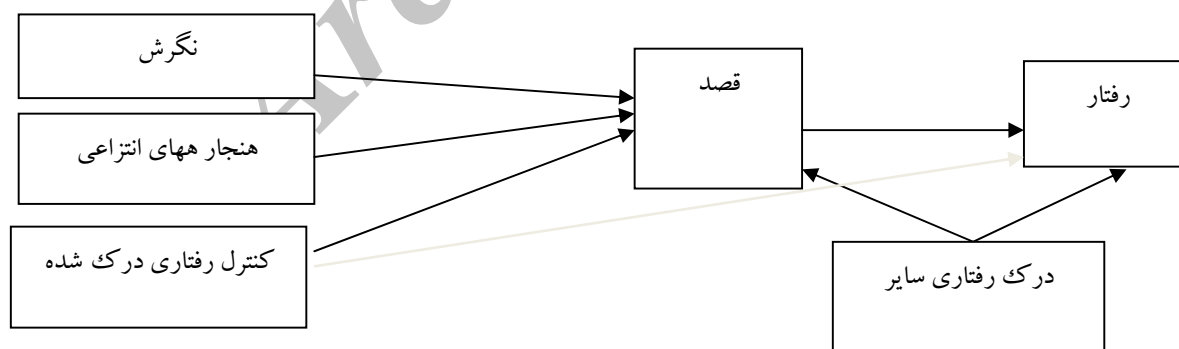 نگرش
هنجار ههای انتزاعی
کنترل رفتاری درک شده
قصد
رفتار
درک رفتاری سایر